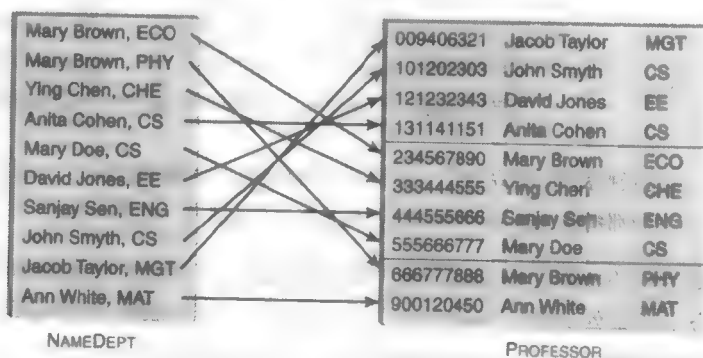 Mary Brown, ECO
Mary Brown, PHY
Ying Chen, CHE
Anita Cohen, CS
Mary Doe, CS
David Jones, EE
Sanjay Sen, ENG
John Smyth, CS
Jacob Taylor, MGT
Ann White, MAT
NAMEDEPT
009406321 Jacob Taylor MGT
101202303 John Smyth CS
121232343 David Jones EE
131141151 Anita Cohen CS
234567890 Mary Brown ECO
333444555 Ying Chen CHE
444555666 Sanjay Sen ENG
555666777 Mary Doe CS
666777888 Mary Brown PHY
900120450 Ann White MAT
PROFESSOR